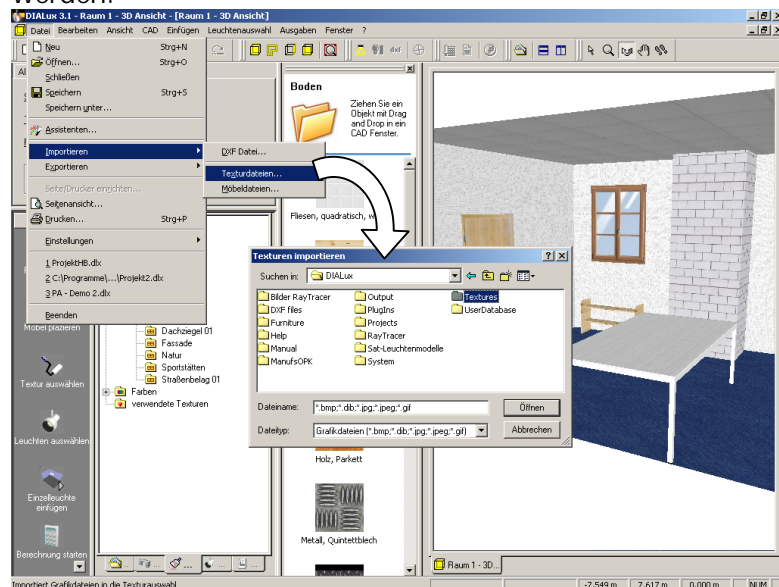 DIALux 3.1 - Raum 1 - 3D Ansicht - [Raum 1 - 3D Ansicht]
Datei Bearbeiten Ansicht CAD Einfügen Leuchtenauswahl Ausgaben Fenster ?
Neu Strg+N
Öffnen... Strg+O
Schließen
Speichern Strg+S
Speichern unter...
Assistenten...
Importieren
Exportieren
Seite/Drucker einrichten...
Seitenansicht...
Drucken... Strg+P
Einstellungen
1 ProjektHB.dlx
2 C:\Programme\...\Projekt2.dlx
3 PA - Demo 2.dlx
Beenden
DXF Datei...
Texturdateien...
Möbeldateien...
Boden
Ziehen Sie ein
Objekt mit Drag
and Drop in ein
CAD Fenster.
Fliesen, quadratisch, w
Texturen importieren
Suchen in: DIALux
Bilder RayTracer
DXF files
Furniture
Help
Manual
ManufsOPK
Output
PlugIns
Projects
RayTracer
Sat-Leuchtenmodelle
System
Textures
UserDatabase
Dateiname: *.bmp;*.dib;*.jpg;*.jpeg;*.gif Öffnen
Dateityp: Grafikdateien (*.bmp;*.dib;*.jpg;*.jpeg;*.gif) Abbrechen
Möbel plazieren
Textur auswählen
Leuchten auswählen
Einzelleuchte
einfügen
Berechnung starten
Dachziegel 01
Fassade
Natur
Sportstätten
Straßenbelag 01
Farben
verwendete Texturen
Holz, Parkett
Metall, Quintettblech
Raum 1 - 3D...
Importiert Grafikdateien in die Texturauswahl
-7.549 m 7.617 m 0.000 m NUM